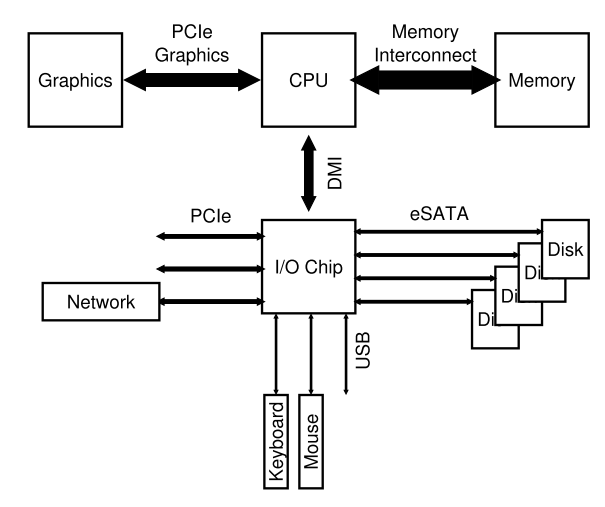 PCIe
Graphics
Memory
Interconnect
Graphics
CPU
Memory
DMI
PCIe
eSATA
I/O Chip
Disk
Di
Di
Di
Network
USB
Keyboard
Mouse